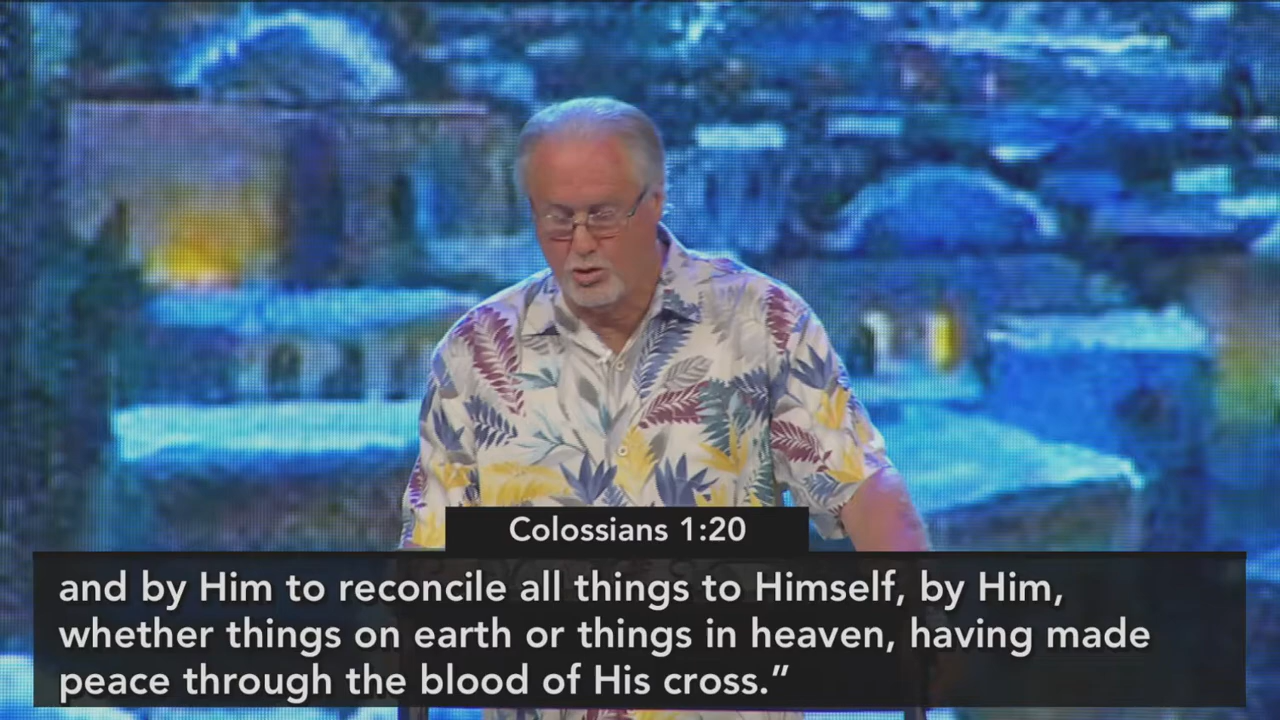 Colossians 1:20
and by Him to reconcile all things to Himself, by Him,
whether things on earth or things in heaven, having made
peace through the blood of His cross.”